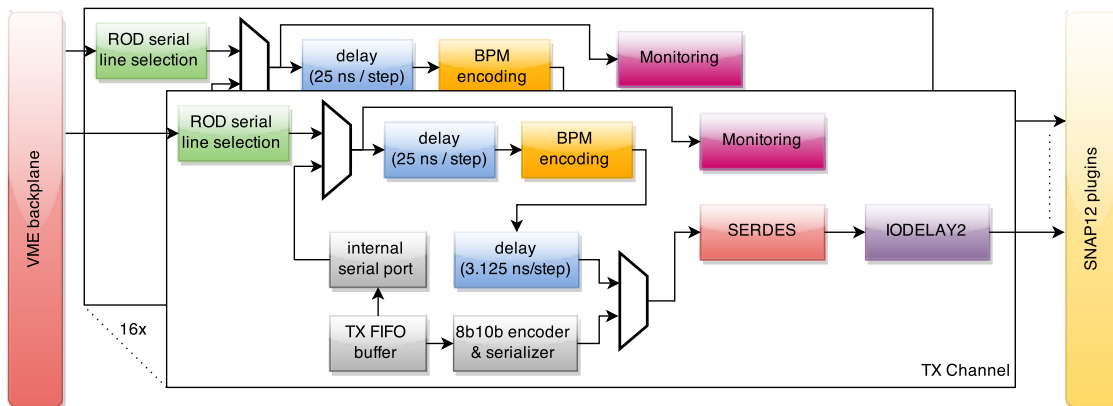 VME backplane
ROD serial
line selection
delay
(25 ns / step)
BPM
encoding
Monitoring
ROD serial
line selection
delay
(25 ns / step)
BPM
encoding
Monitoring
internal
serial port
delay
(3.125 ns/step)
SERDES
IODELAY2
TX FIFO
buffer
8b10b encoder
& serializer
16x
TX Channel
SNAP12 plugins